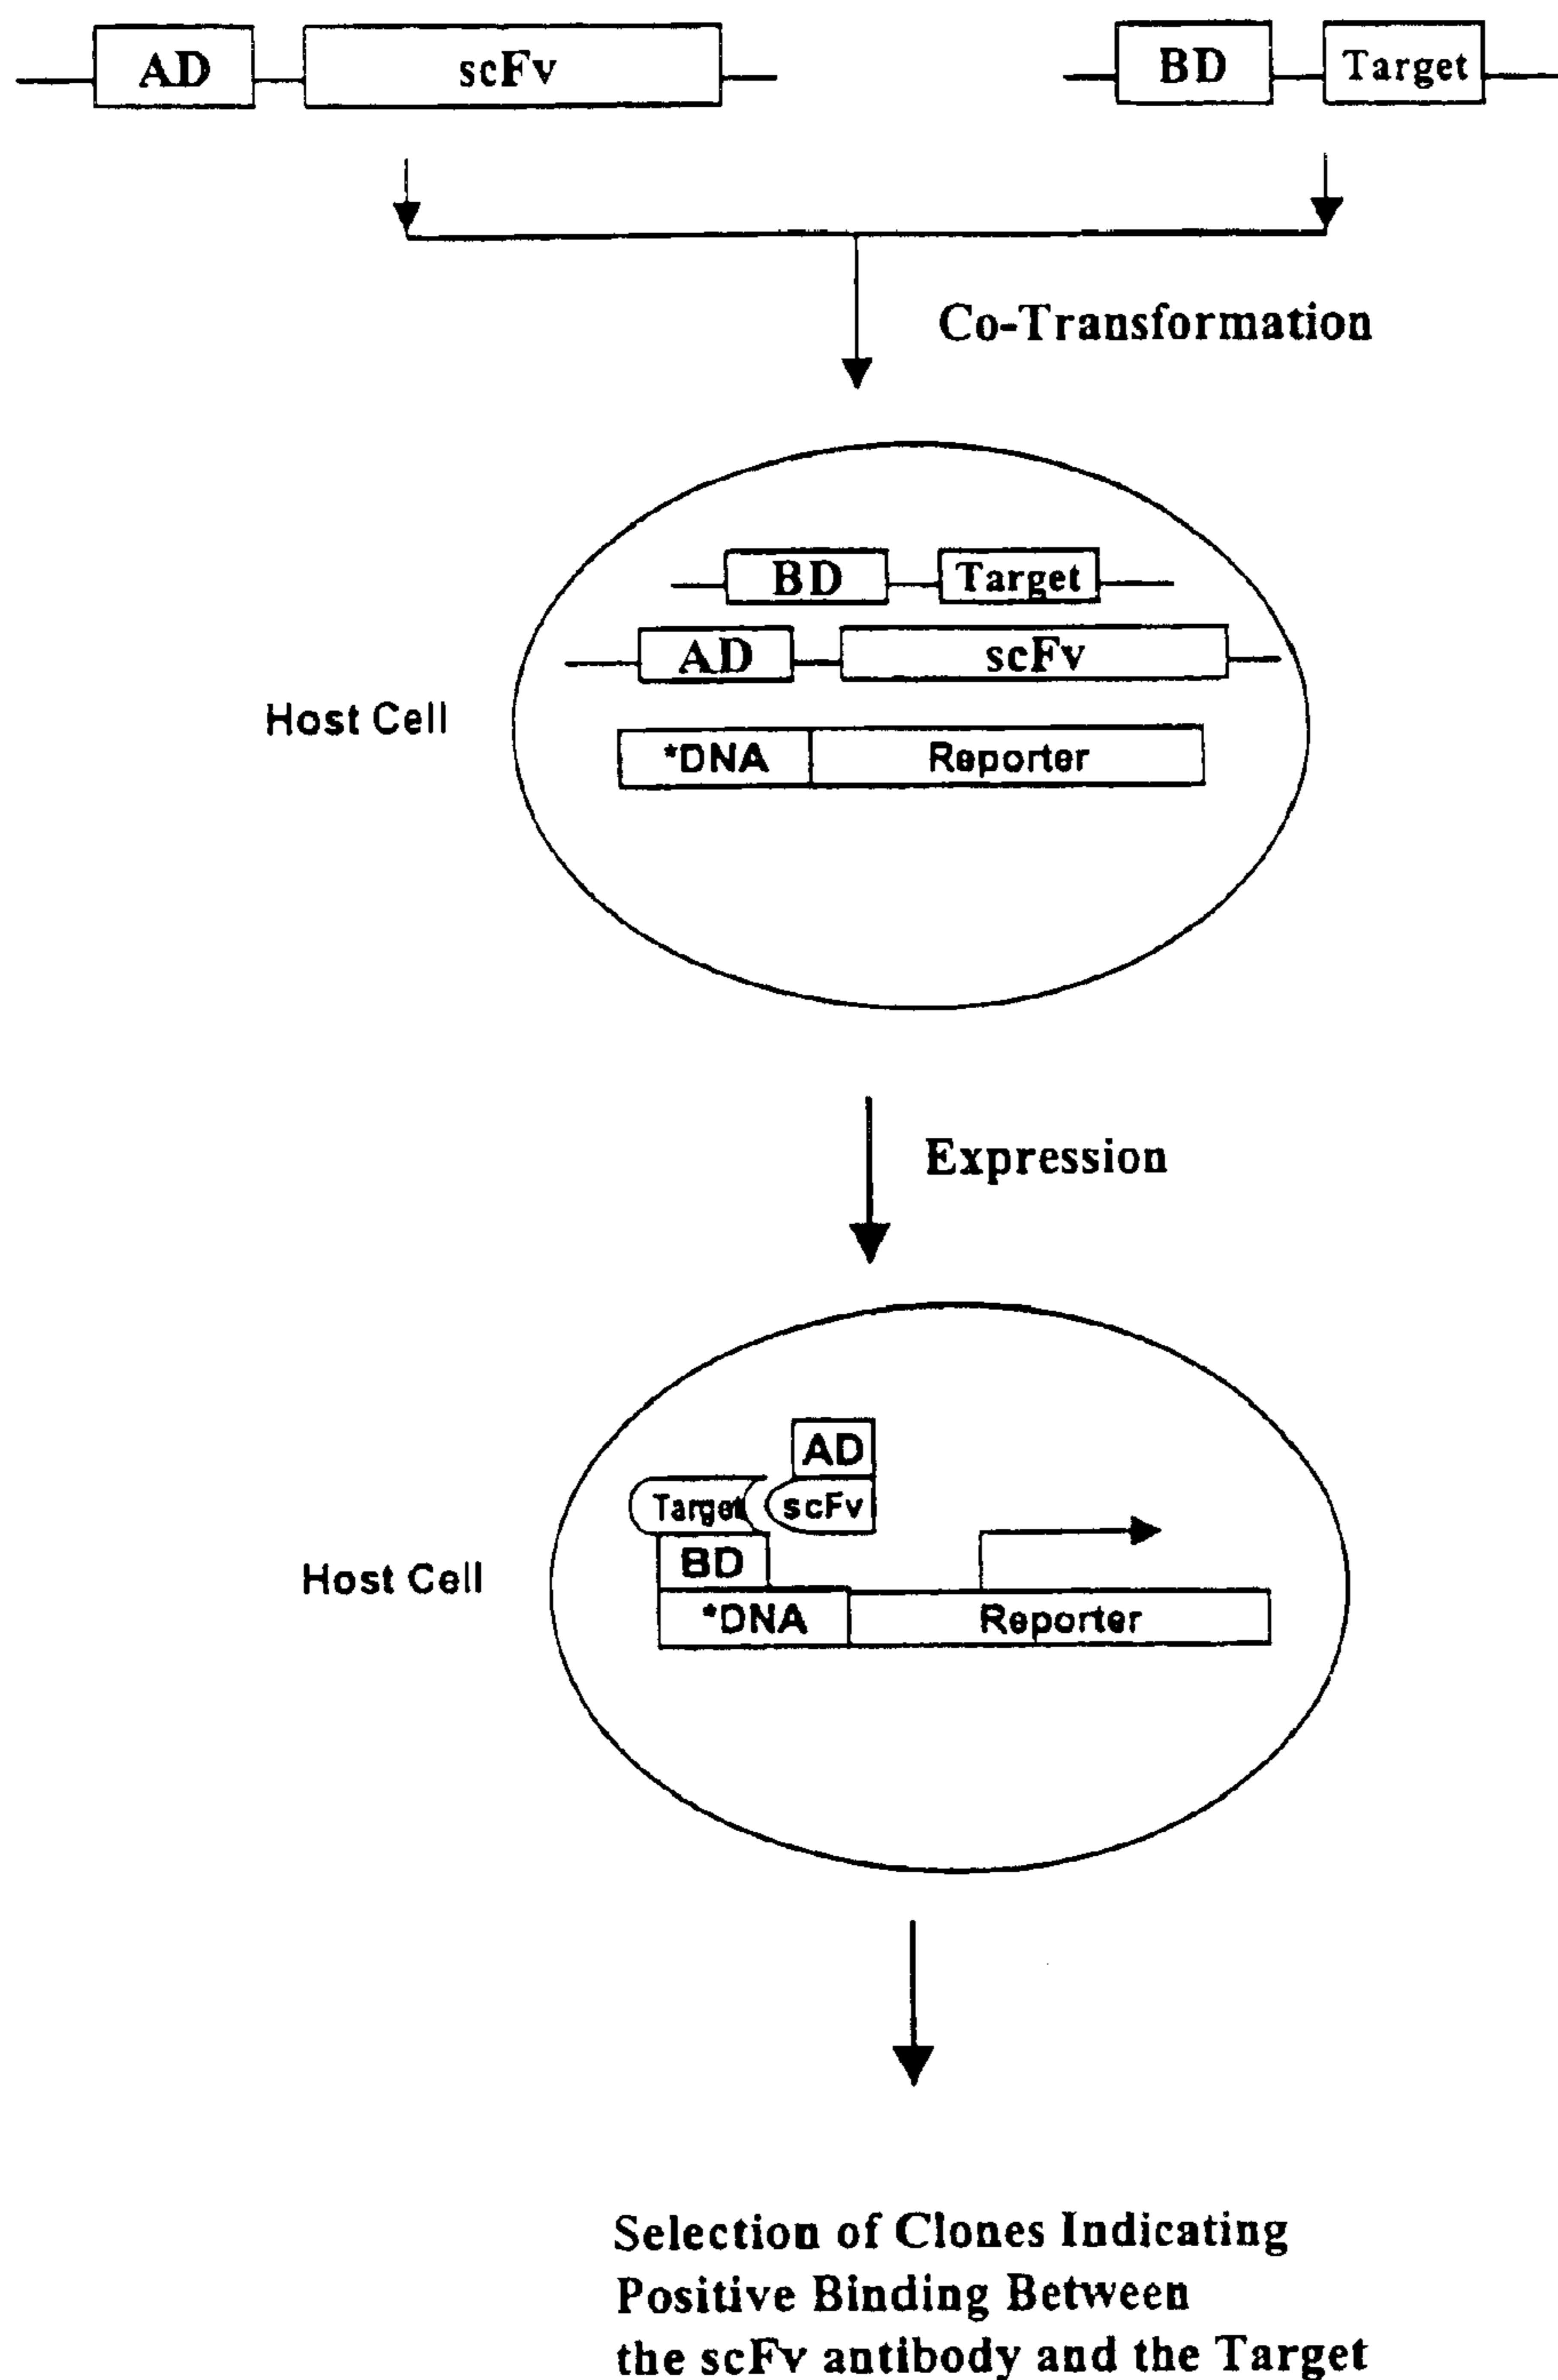 AD scFv BD Target
Co-Transformation
BD Target
AD scFv
Host Cell
*DNA Reporter
Expression
AD
Target scFv
BD
Host Cell
*DNA Reporter
Selection of Clones Indicating
Positive Binding Between
the scFv antibody and the Target